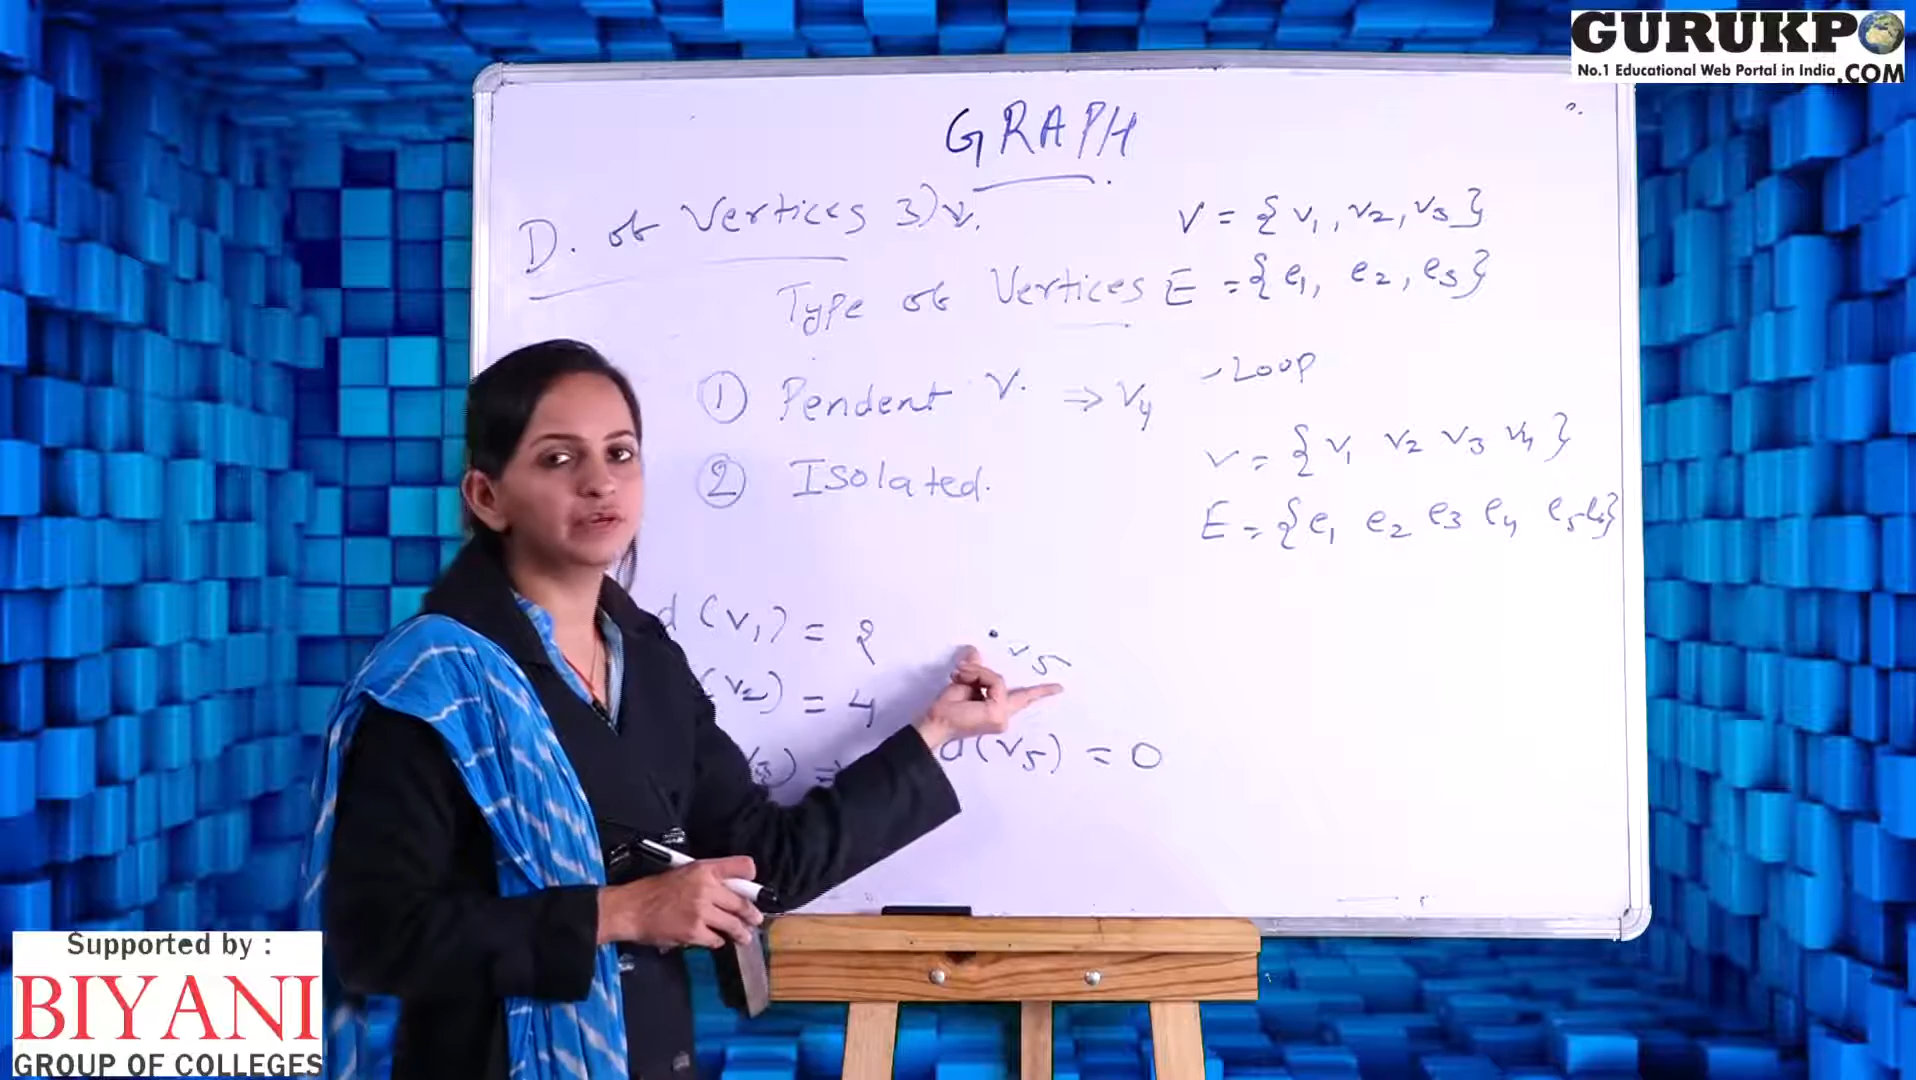 GURUKPO
No.1 Educational Web Portal in India .COM
GRAPH
D. of Vertices 3) v.
V = {v1, v2, v3}
Type of Vertices
E = {e1, e2, e3}
① Pendent V. ⇒ V4
- Loop
② Isolated.
v = {v1 v2 v3 v4}
E = {e1 e2 e3 e4 e5
d(v1) = 2
v5
(v2) = 4
d(v5) = 0
Supported by :
BIYANI
GROUP OF COLLEGES